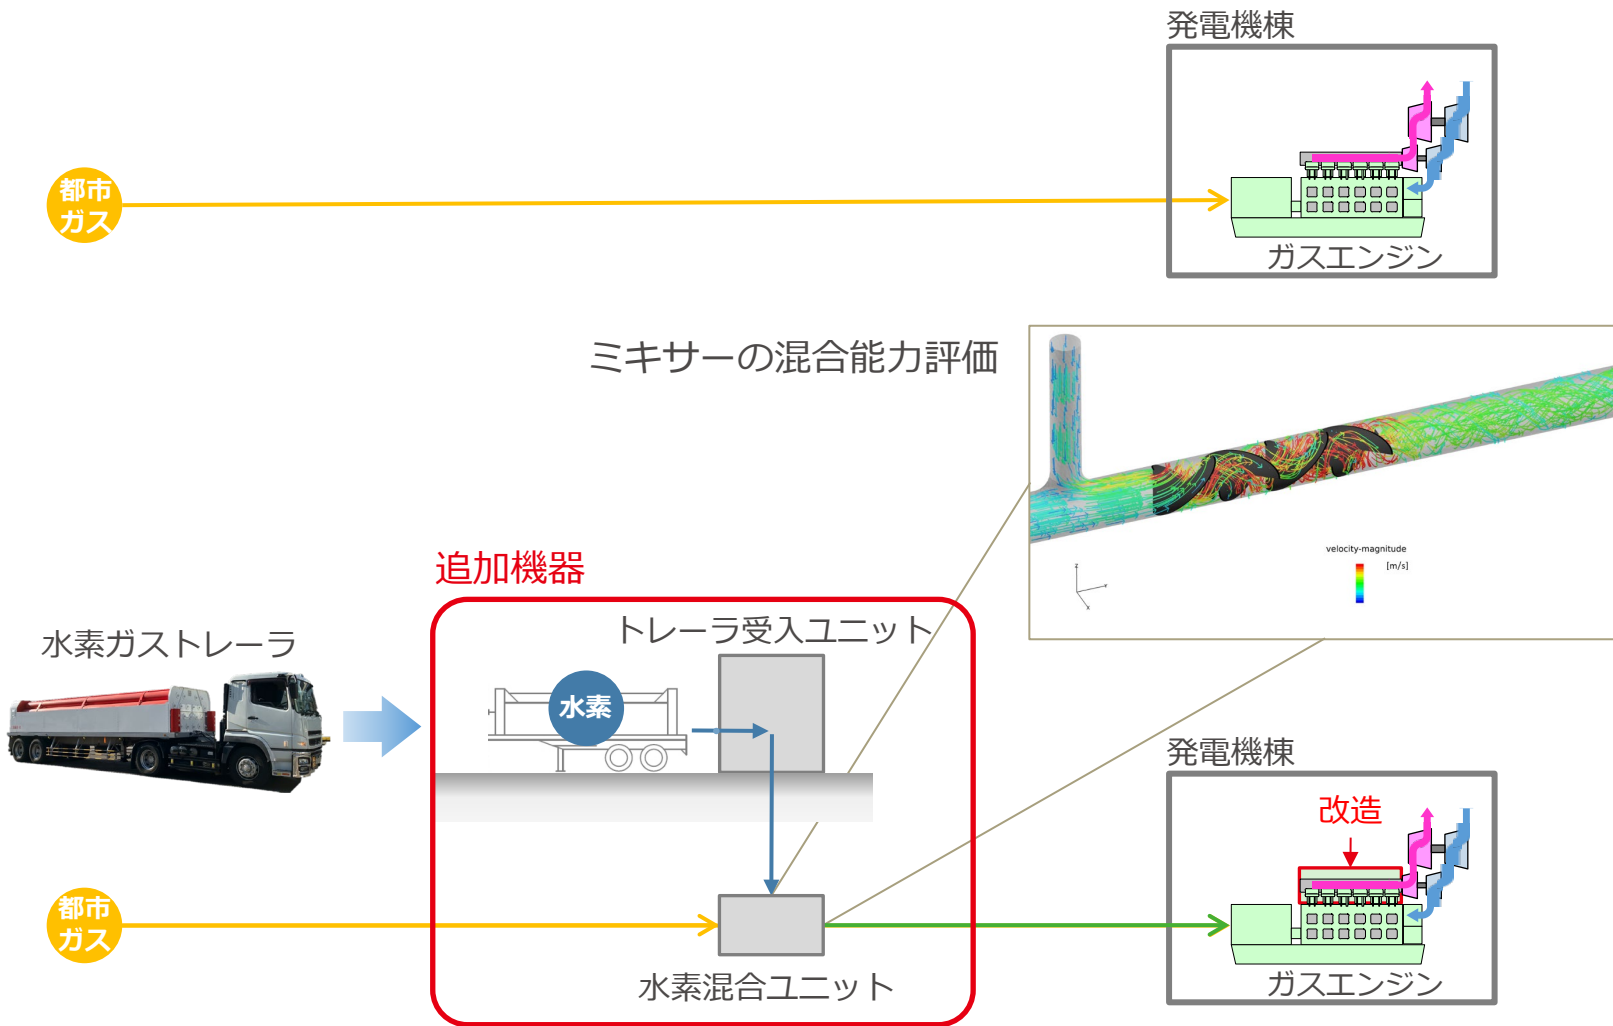 発電機棟
都市
ガス
ガスエンジン
ミキサーの混合能力評価
velocity-magnitude
[m/s]
Z
Y
X
追加機器
水素ガストレーラ
トレーラ受入ユニット
水素
発電機棟
改造
都市
ガス
水素混合ユニット
ガスエンジン